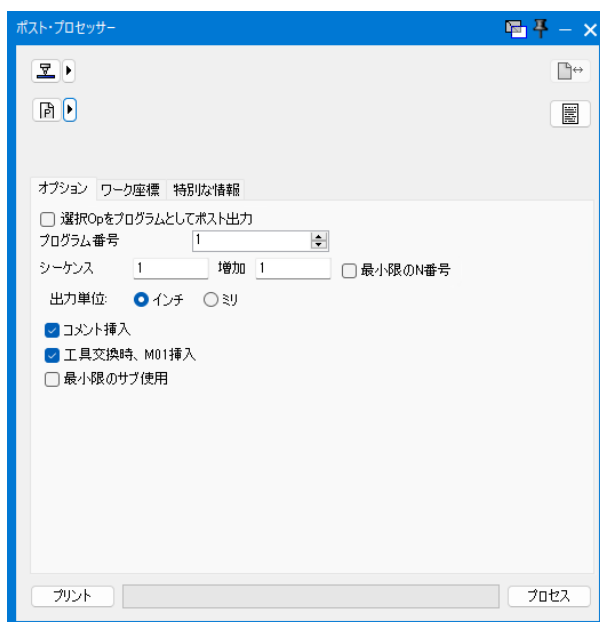 ポスト・プロセッサー
オプション ワーク座標 特別な情報
選択Opをプログラムとしてポスト出力
プログラム番号 1
シーケンス 1 増加 1 最小限のN番号
出力単位: インチ ミリ
コメント挿入
工具交換時、M01挿入
最小限のサブ使用
プリント プロセス